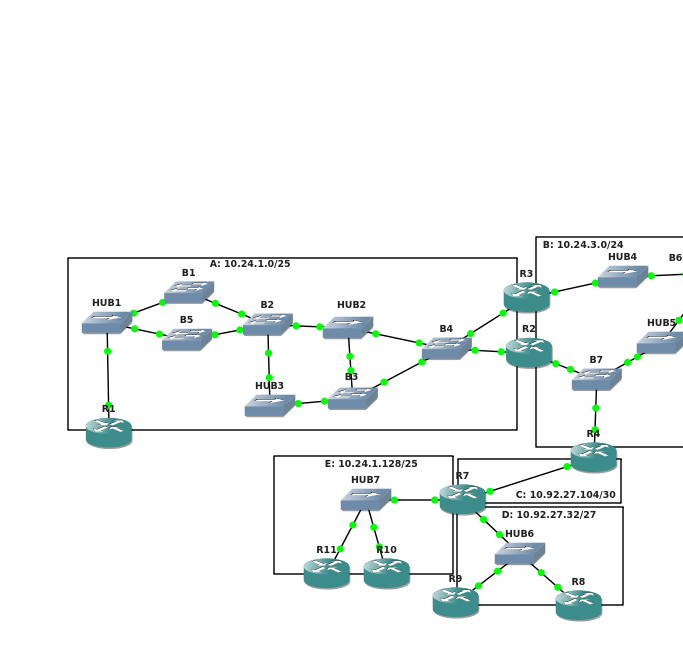 B: 10.24.3.0/24
HUB4
B6
A: 10.24.1.0/25
B1
R3
HUB1
B5
B2
HUB2
B4
R2
HUB5
B7
B3
HUB3
R1
R4
E: 10.24.1.128/25
HUB7
R7
C: 10.92.27.104/30
D: 10.92.27.32/27
HUB6
R11
R10
R9
R8